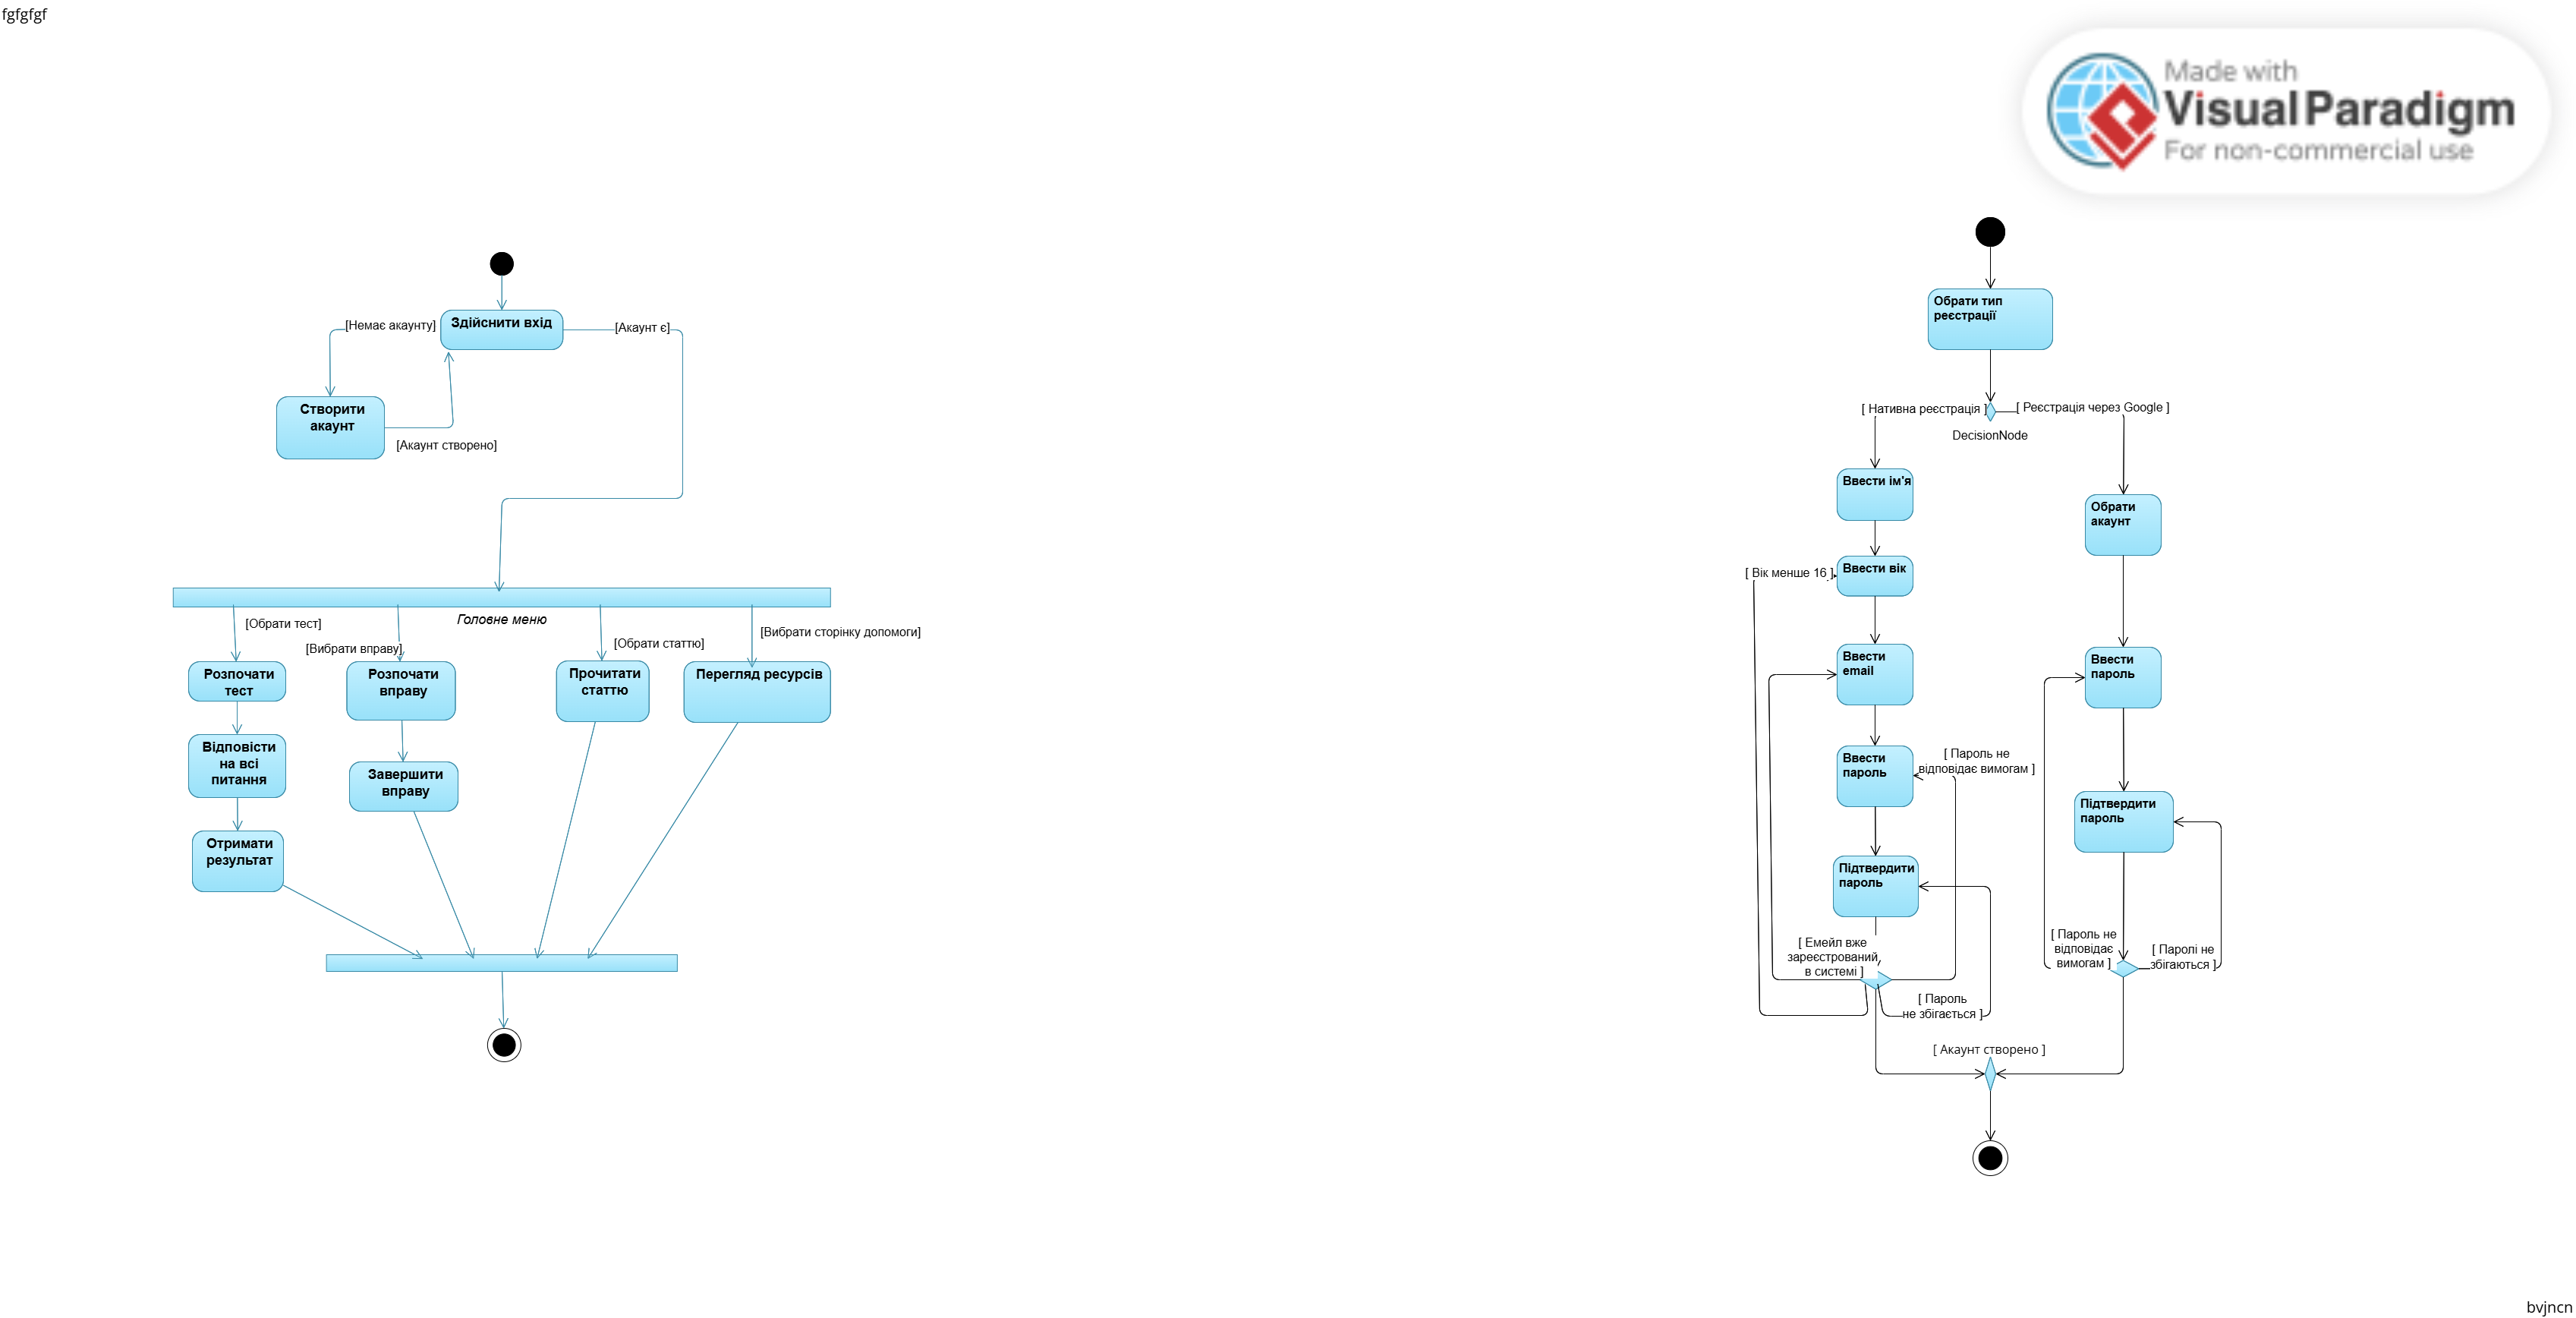 fgfgfgf
Made with
Visual Paradigm
For non-commercial use
[Немає акаунту]
Здійснити вхід
[Акаунт є]
Створити
акаунт
[Акаунт створено]
Головне меню
[Обрати тест]
[Вибрати вправу]
[Обрати статтю]
[Вибрати сторінку допомоги]
Розпочати
тест
Розпочати
вправу
Прочитати
статтю
Перегляд ресурсів
Відповісти
на всі
питання
Завершити
вправу
Отримати
результат
Обрати тип
реєстрації
[ Нативна реєстрація ]
[ Реєстрація через Google ]
DecisionNode
Ввести ім'я
Обрати
акаунт
[ Вік менше 16 ]
Ввести вік
Ввести
email
Ввести
пароль
Ввести
пароль
[ Пароль не
відповідає вимогам ]
Підтвердити
пароль
Підтвердити
пароль
[ Емейл вже
зареєстрований
в системі ]
[ Пароль не
відповідає
вимогам ]
[ Паролі не
збігаються ]
[ Пароль
не збігається ]
[ Акаунт створено ]
bvjncn